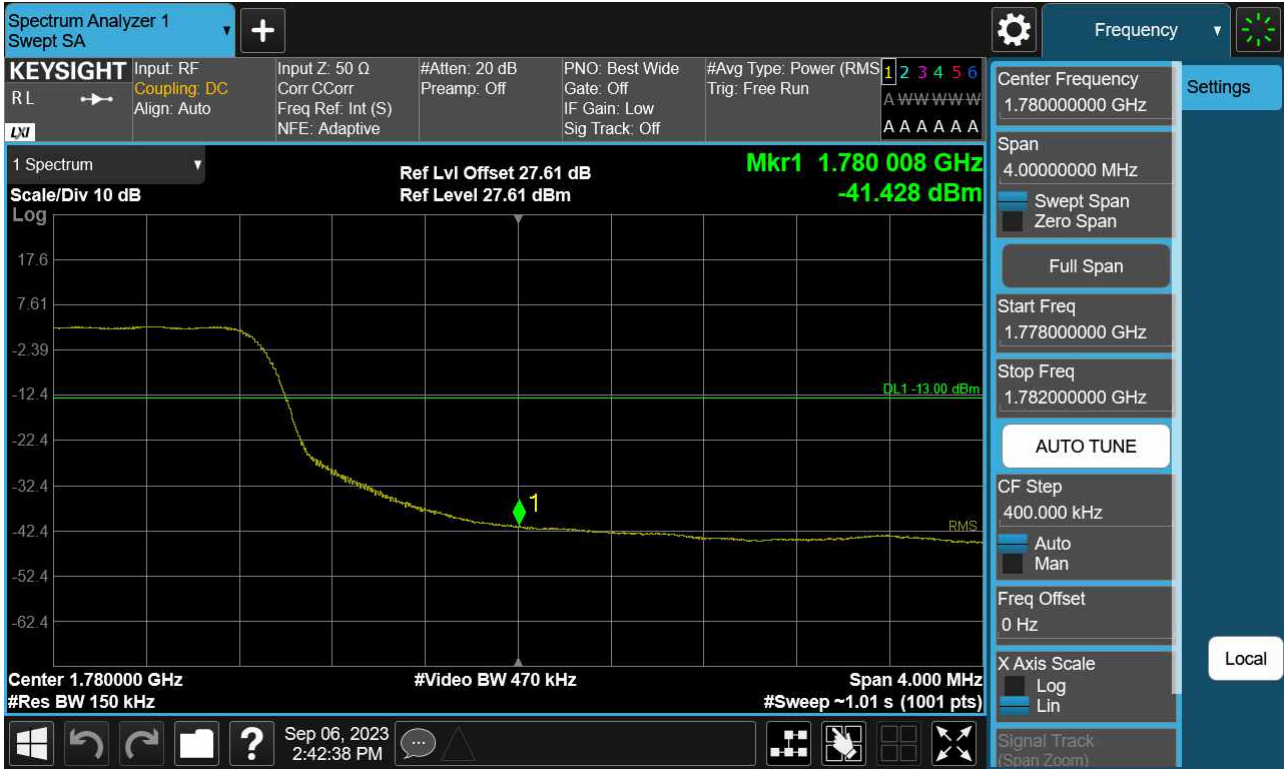 Spectrum Analyzer 1
Swept SA
Frequency
KEYSIGHT
R L
LXI
Input: RF
Coupling: DC
Align: Auto
Input Z: 50 Ω
Corr CCorr
Freq Ref: Int (S)
NFE: Adaptive
#Atten: 20 dB
Preamp: Off
PNO: Best Wide
Gate: Off
IF Gain: Low
Sig Track: Off
#Avg Type: Power (RMS
Trig: Free Run
1 2 3 4 5 6
A W W W W W
A A A A A A
1 Spectrum
Scale/Div 10 dB
Log
Ref Lvl Offset 27.61 dB
Ref Level 27.61 dBm
Mkr1 1.780 008 GHz
-41.428 dBm
17.6
7.61
-2.39
-12.4
-22.4
-32.4
-42.4
-52.4
-62.4
DL1 -13.00 dBm
1
RMS
Center 1.780000 GHz
#Video BW 470 kHz
Span 4.000 MHz
#Res BW 150 kHz
#Sweep ~1.01 s (1001 pts)
Center Frequency
1.780000000 GHz
Settings
Span
4.00000000 MHz
Swept Span
Zero Span
Full Span
Start Freq
1.778000000 GHz
Stop Freq
1.782000000 GHz
AUTO TUNE
CF Step
400.000 kHz
Auto
Man
Freq Offset
0 Hz
X Axis Scale
Log
Lin
Signal Track
(Span Zoom)
Local
?
Sep 06, 2023
2:42:38 PM